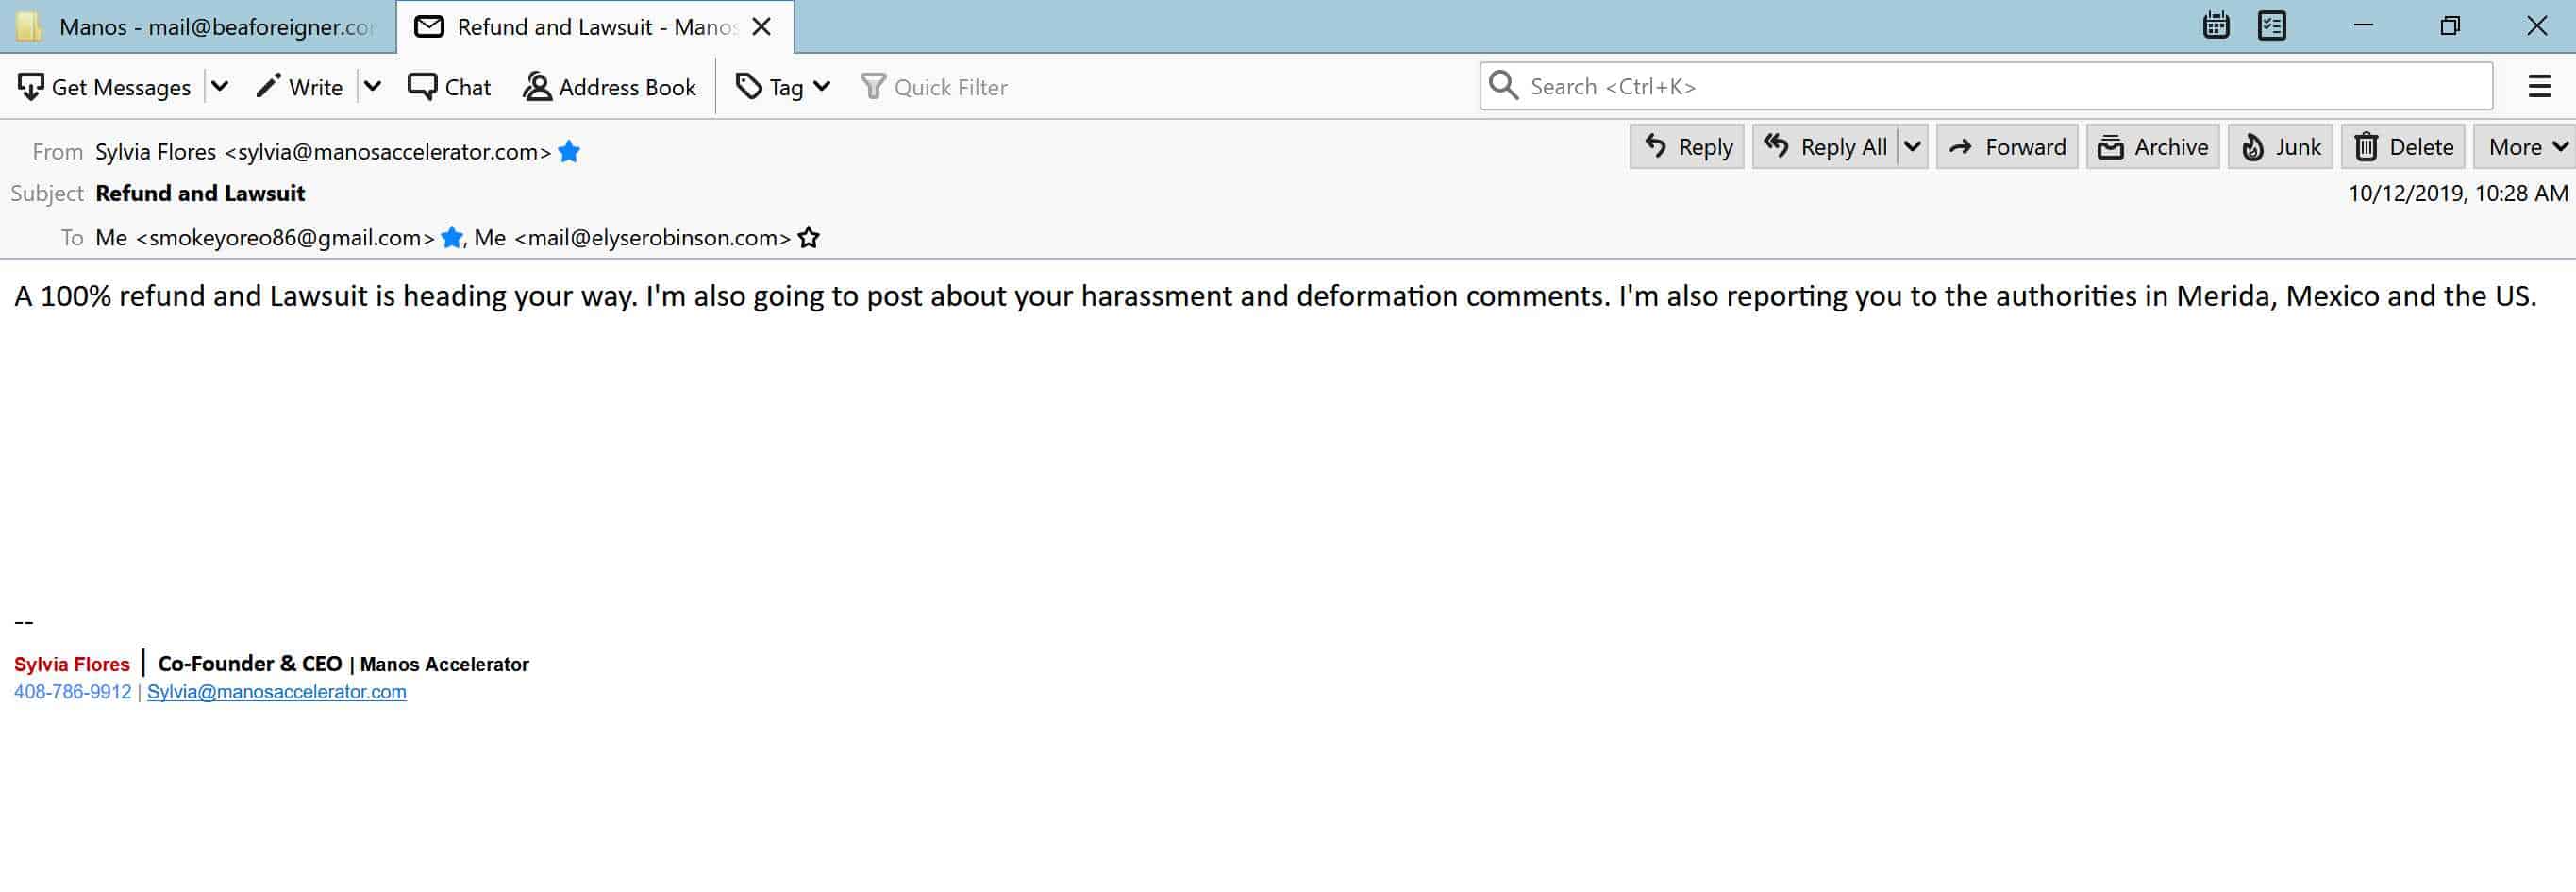 Manos - mail@beaforeigner.co
Refund and Lawsuit - Manos
Get Messages
Write
Chat
Address Book
Tag
Quick Filter
Search <Ctrl+K>
From Sylvia Flores <sylvia@manosaccelerator.com>
Reply
Reply All
Forward
Archive
Junk
Delete
More
Subject Refund and Lawsuit
10/12/2019, 10:28 AM
To Me <smokeyoreo86@gmail.com>, Me <mail@elyserobinson.com>
A 100% refund and Lawsuit is heading your way. I'm also going to post about your harassment and deformation comments. I'm also reporting you to the authorities in Merida, Mexico and the US.
--
Sylvia Flores | Co-Founder & CEO | Manos Accelerator
408-786-9912 | Sylvia@manosaccelerator.com